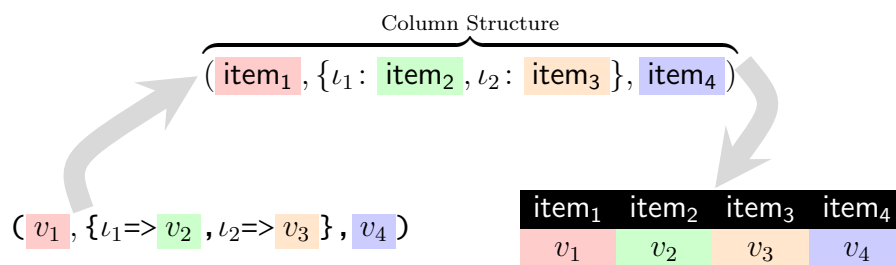 Column Structure
(item₁, {ι₁: item₂, ι₂: item₃}, item₄)
(v₁, {ι₁=>v₂,ι₂=>v₃},v₄)
item₁ item₂ item₃ item₄
v₁ v₂ v₃ v₄